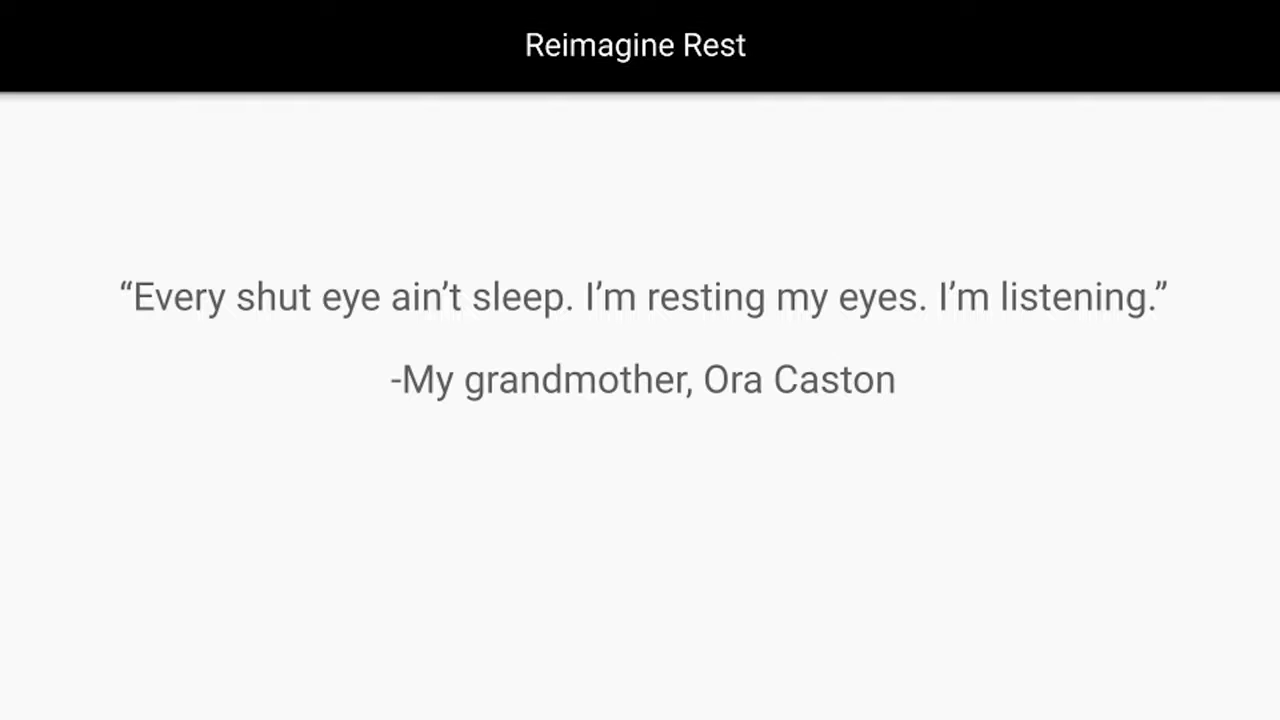 Reimagine Rest
“Every shut eye ain’t sleep. I’m resting my eyes. I’m listening.”
-My grandmother, Ora Caston